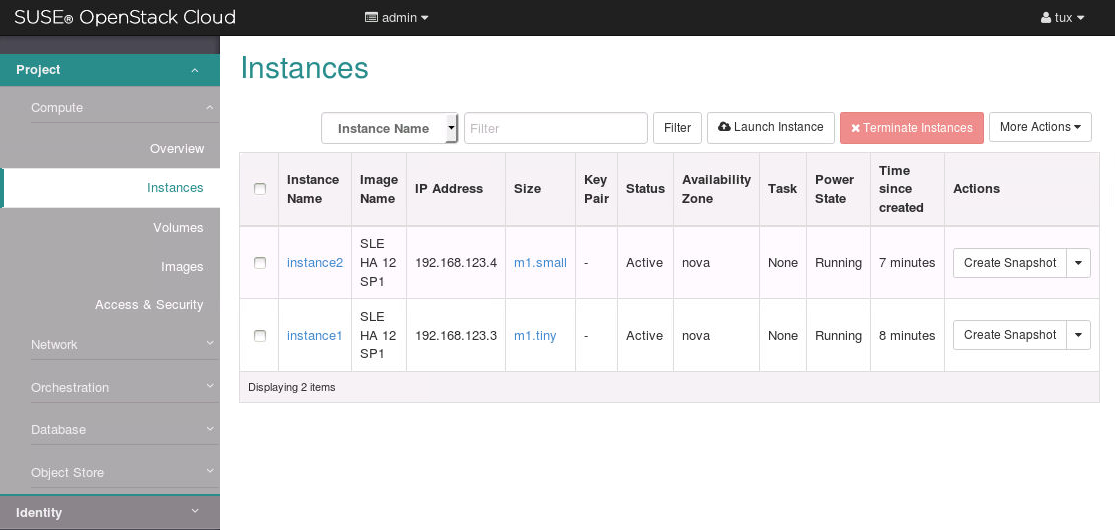 SUSE® OpenStack Cloud
admin
tux
Project
Compute
Overview
Instances
Volumes
Images
Access & Security
Network
Orchestration
Database
Object Store
Identity
Instances
Instance Name
Filter
Filter
Launch Instance
Terminate Instances
More Actions
Instance Name
Image Name
IP Address
Size
Key Pair
Status
Availability Zone
Task
Power State
Time since created
Actions
instance2
SLE HA 12 SP1
192.168.123.4
m1.small
-
Active
nova
None
Running
7 minutes
Create Snapshot
instance1
SLE HA 12 SP1
192.168.123.3
m1.tiny
-
Active
nova
None
Running
8 minutes
Create Snapshot
Displaying 2 items